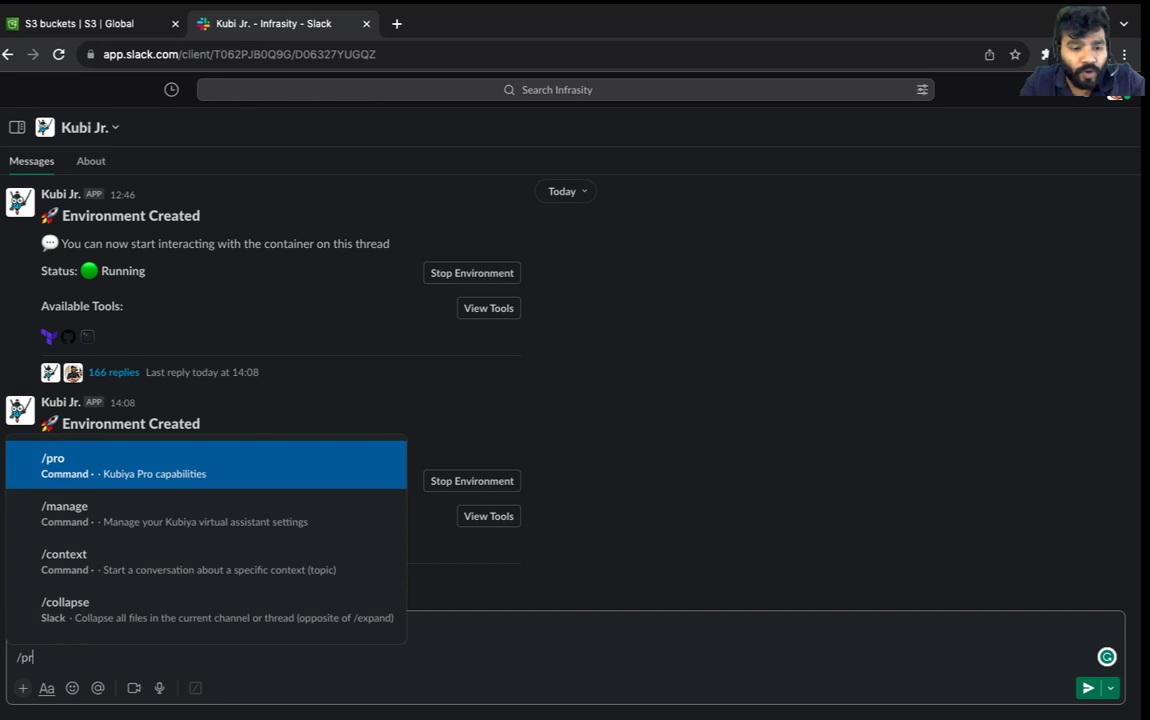 S3 buckets | S3 | Global
Kubi Jr. - Infrasity - Slack
app.slack.com/client/T062PJB0Q9G/D06327YUGQZ
Search Infrasity
Kubi Jr.
Messages
About
Today
Kubi Jr. APP 12:46
Environment Created
You can now start interacting with the container on this thread
Status: Running
Stop Environment
Available Tools:
View Tools
166 replies Last reply today at 14:08
Kubi Jr. APP 14:08
Environment Created
/pro
Command · · Kubiya Pro capabilities
Stop Environment
/manage
Command · · Manage your Kubiya virtual assistant settings
View Tools
/context
Command · · Start a conversation about a specific context (topic)
/collapse
Slack · Collapse all files in the current channel or thread (opposite of /expand)
/pr
Aa